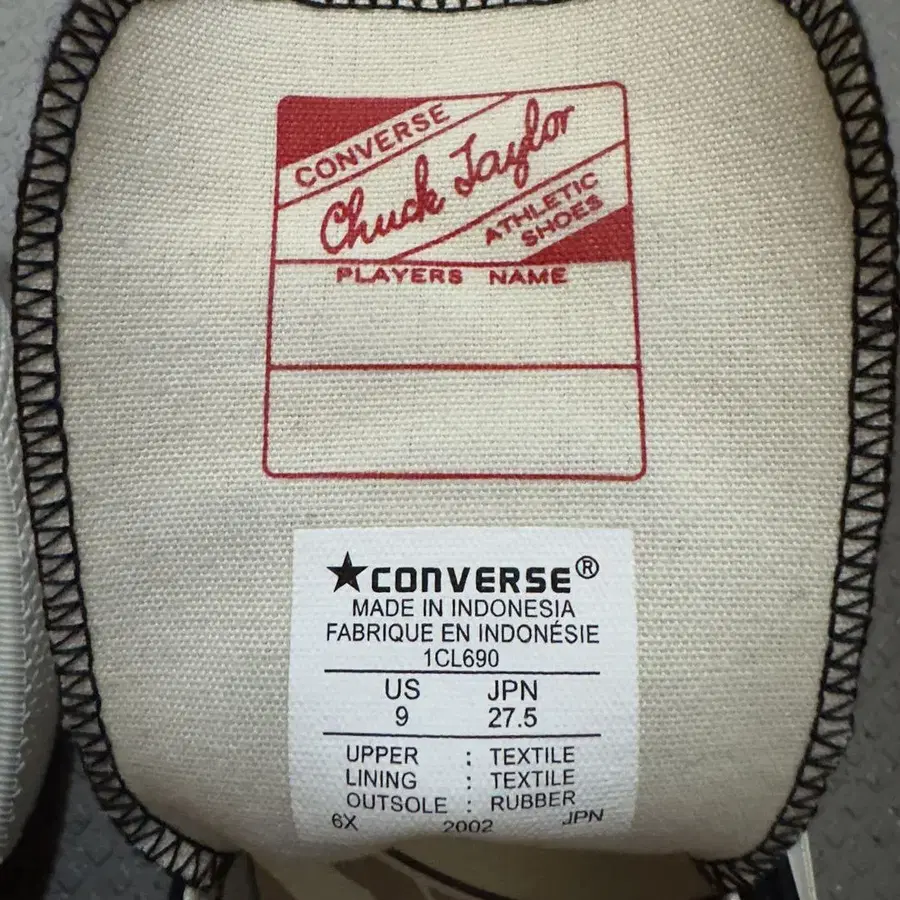 CONVERSE
Chuck Taylor
ATHLETIC
SHOES
PLAYERS NAME
★CONVERSE®
MADE IN INDONESIA
FABRIQUE EN INDONÉSIE
1CL690
US JPN
9 27.5
UPPER : TEXTILE
LINING : TEXTILE
OUTSOLE : RUBBER
6X 2002 JPN